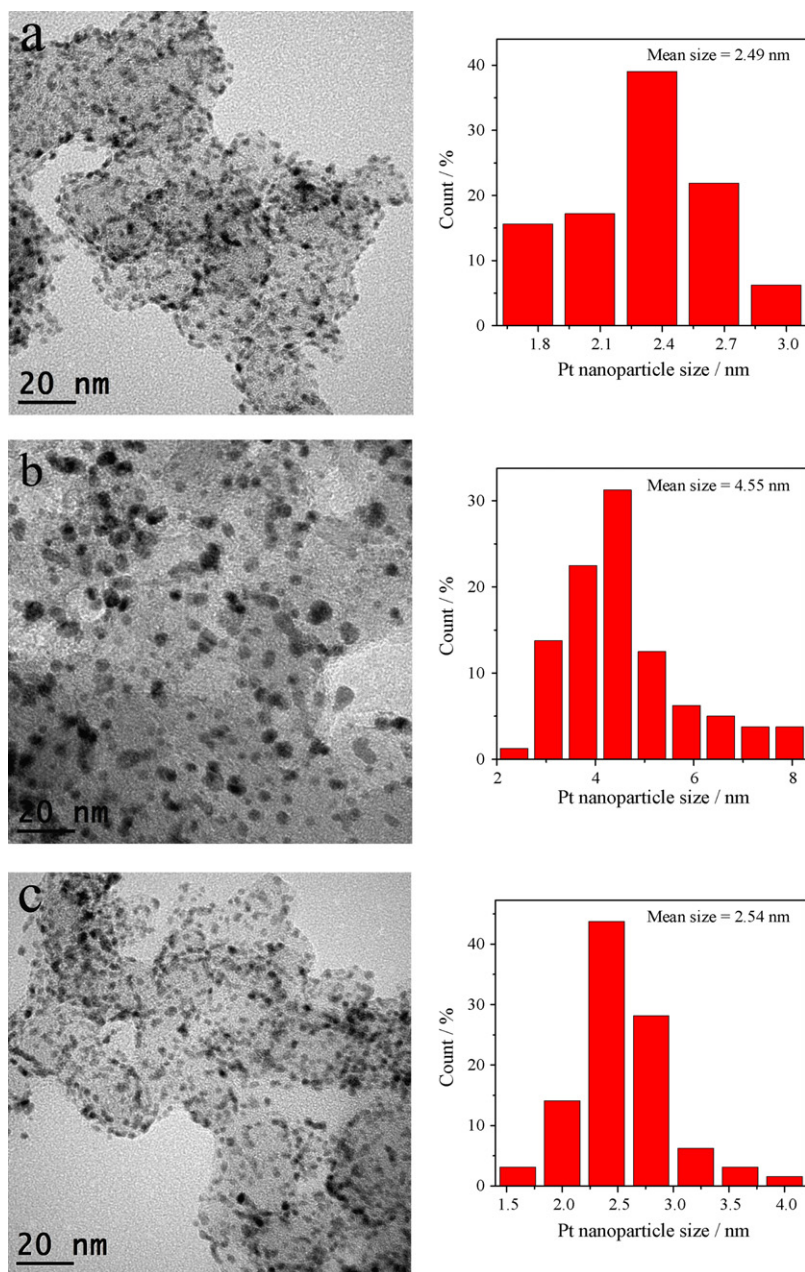 a
20 nm
Mean size = 2.49 nm
Count / %
40
30
20
10
0
1.8 2.1 2.4 2.7 3.0
Pt nanoparticle size / nm
b
20 nm
Mean size = 4.55 nm
Count / %
30
20
10
0
2 4 6 8
Pt nanoparticle size / nm
c
20 nm
Mean size = 2.54 nm
Count / %
40
30
20
10
0
1.5 2.0 2.5 3.0 3.5 4.0
Pt nanoparticle size / nm